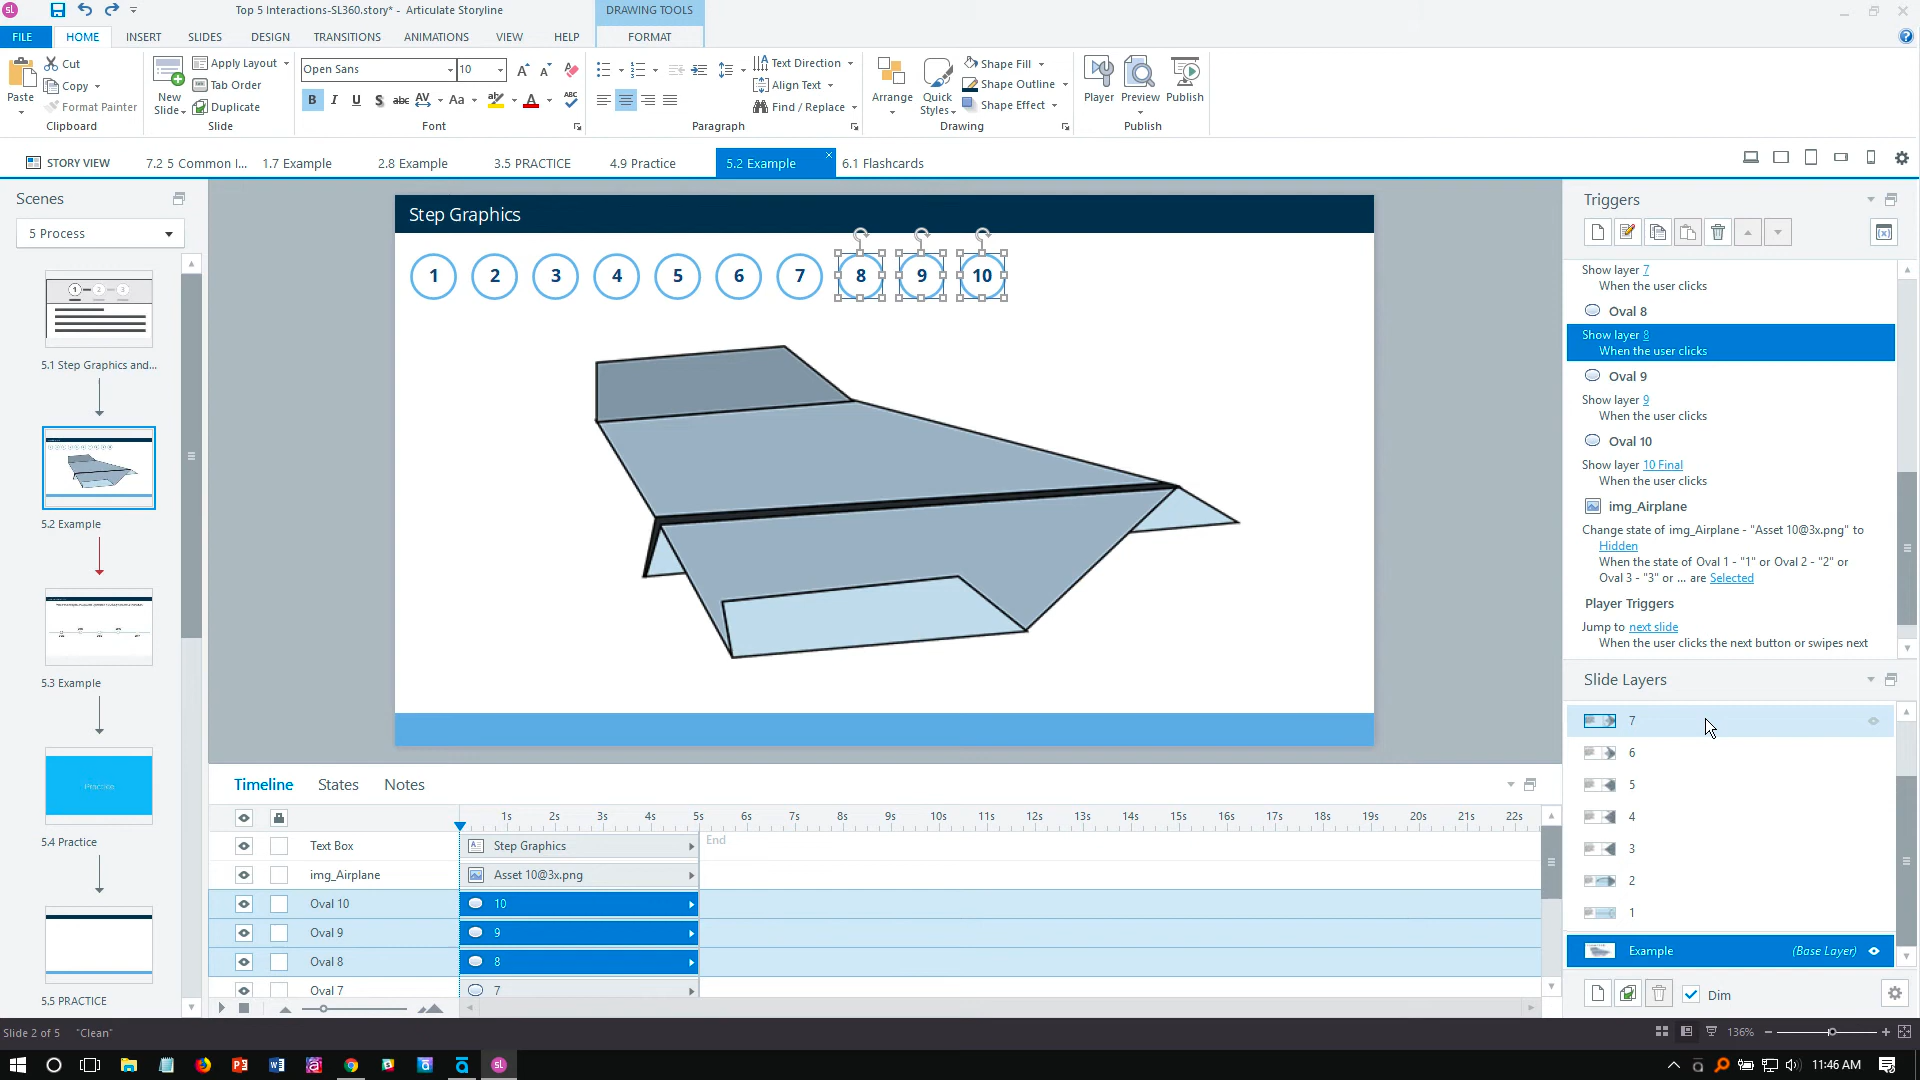 sl
Top 5 Interactions-SL360.story* - Articulate Storyline
DRAWING TOOLS
FILE
HOME
INSERT
SLIDES
DESIGN
TRANSITIONS
ANIMATIONS
VIEW
HELP
FORMAT
Paste
Cut
Copy
Format Painter
Clipboard
New
Slide
Apply Layout
Tab Order
Duplicate
Slide
Open Sans
10
B I U S abc AV Aa ab A ABC
Font
Text Direction
Align Text
Find / Replace
Paragraph
Arrange
Quick
Styles
Shape Fill
Shape Outline
Shape Effect
Drawing
Player
Preview
Publish
Publish
STORY VIEW
7.2 5 Common I...
1.7 Example
2.8 Example
3.5 PRACTICE
4.9 Practice
5.2 Example
6.1 Flashcards
Scenes
5 Process
5.1 Step Graphics and...
5.2 Example
5.3 Example
Practice
5.4 Practice
5.5 PRACTICE
Step Graphics
1 2 3 4 5 6 7 8 9 10
Triggers
Show layer 7
When the user clicks
Oval 8
Show layer 8
When the user clicks
Oval 9
Show layer 9
When the user clicks
Oval 10
Show layer 10 Final
When the user clicks
img_Airplane
Change state of img_Airplane - "Asset 10@3x.png" to
Hidden
When the state of Oval 1 - "1" or Oval 2 - "2" or
Oval 3 - "3" or ... are Selected
Player Triggers
Jump to next slide
When the user clicks the next button or swipes next
Slide Layers
7
6
5
4
3
2
1
Example (Base Layer)
Dim
Timeline
States
Notes
1s 2s 3s 4s 5s 6s 7s 8s 9s 10s 11s 12s 13s 14s 15s 16s 17s 18s 19s 20s 21s 22s
Text Box Step Graphics End
img_Airplane Asset 10@3x.png
Oval 10 10
Oval 9 9
Oval 8 8
Oval 7 7
Slide 2 of 5 "Clean"
136%
11:46 AM